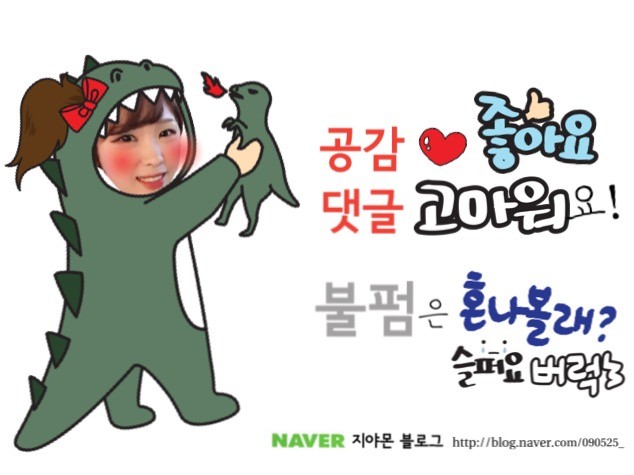 공감 좋아요
댓글 고마워요!
불펌은 혼나볼래?
슬퍼요 버럭
NAVER 지야몬 블로그 http://blog.naver.com/090525_